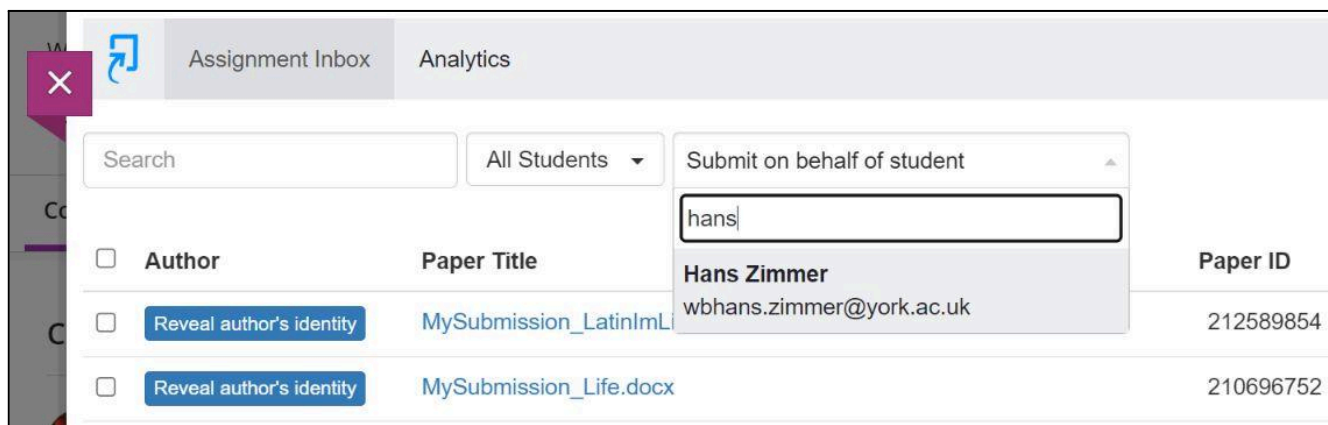 Assignment Inbox Analytics
Search All Students Submit on behalf of student
hans
Author Paper Title Paper ID
Hans Zimmer
wbhans.zimmer@york.ac.uk
Reveal author's identity MySubmission_LatinImLi 212589854
Reveal author's identity MySubmission_Life.docx 210696752